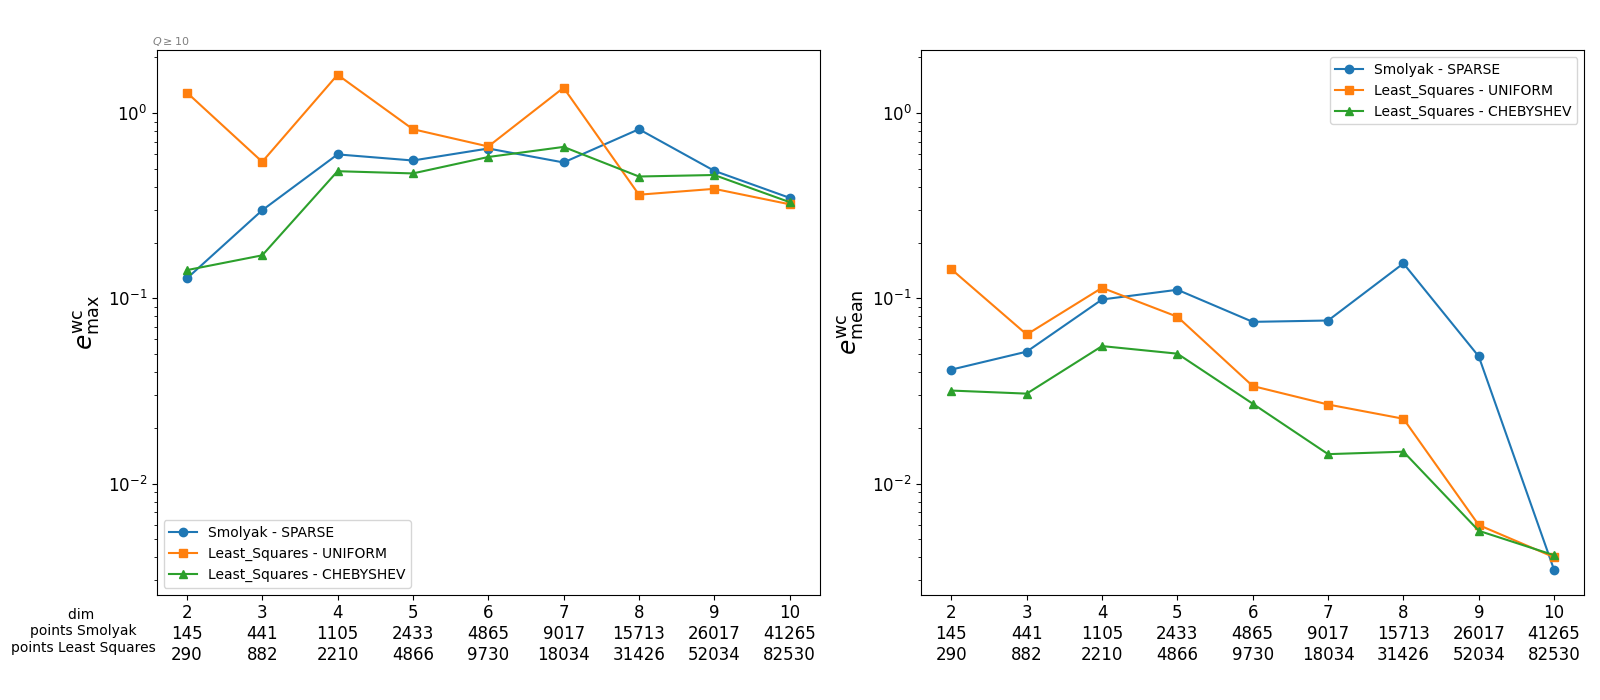 Q ≥ 10
10⁰
10⁻¹
10⁻²
e^wc_max
Smolyak - SPARSE
Least_Squares - UNIFORM
Least_Squares - CHEBYSHEV
dim
2 3 4 5 6 7 8 9 10
points Smolyak
145 441 1105 2433 4865 9017 15713 26017 41265
points Least Squares
290 882 2210 4866 9730 18034 31426 52034 82530
10⁰
10⁻¹
10⁻²
e^wc_mean
Smolyak - SPARSE
Least_Squares - UNIFORM
Least_Squares - CHEBYSHEV
2 3 4 5 6 7 8 9 10
145 441 1105 2433 4865 9017 15713 26017 41265
290 882 2210 4866 9730 18034 31426 52034 82530